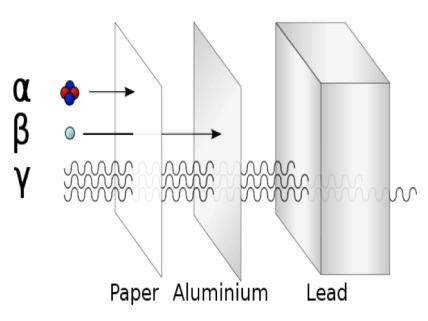 α
β
γ
Paper Aluminium Lead